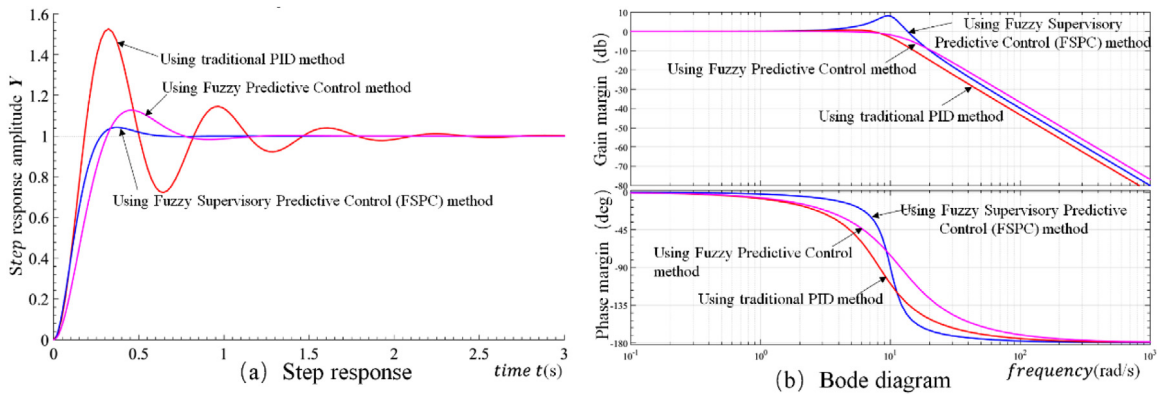 1.6
1.4
1.2
1
0.8
0.6
0.4
0.2
0
Step response amplitude Y
Using traditional PID method
Using Fuzzy Predictive Control method
Using Fuzzy Supervisory Predictive Control (FSPC) method
0 0.5 1 1.5 2 2.5 3
(a) Step response
time t(s)
10
0
-10
-20
-30
-40
-50
-60
-70
-80
Gain margin (db)
Using Fuzzy Supervisory
Predictive Control (FSPC) method
Using Fuzzy Predictive Control method
Using traditional PID method
0
-45
-90
-135
-180
Phase margin (deg)
Using Fuzzy Supervisory Predictive
Control (FSPC) method
Using Fuzzy Predictive Control
method
Using traditional PID method
10⁻¹ 10⁰ 10¹ 10² 10³
(b) Bode diagram
frequency(rad/s)